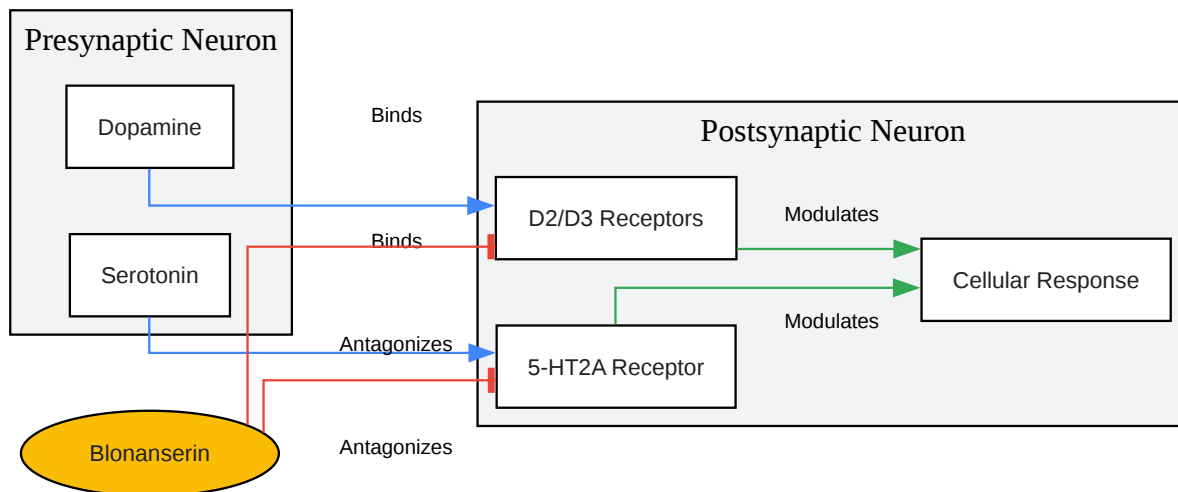 Presynaptic Neuron
Dopamine
Binds
Postsynaptic Neuron
D2/D3 Receptors
Modulates
Binds
Serotonin
Cellular Response
Modulates
Antagonizes
5-HT2A Receptor
Blonanserin
Antagonizes